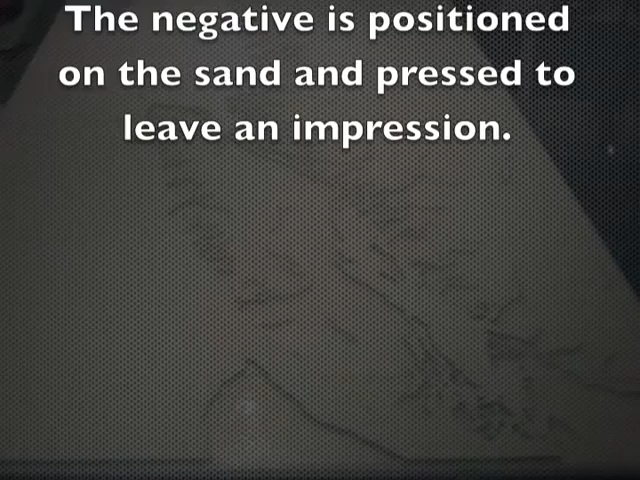 The negative is positioned
on the sand and pressed to
leave an impression.